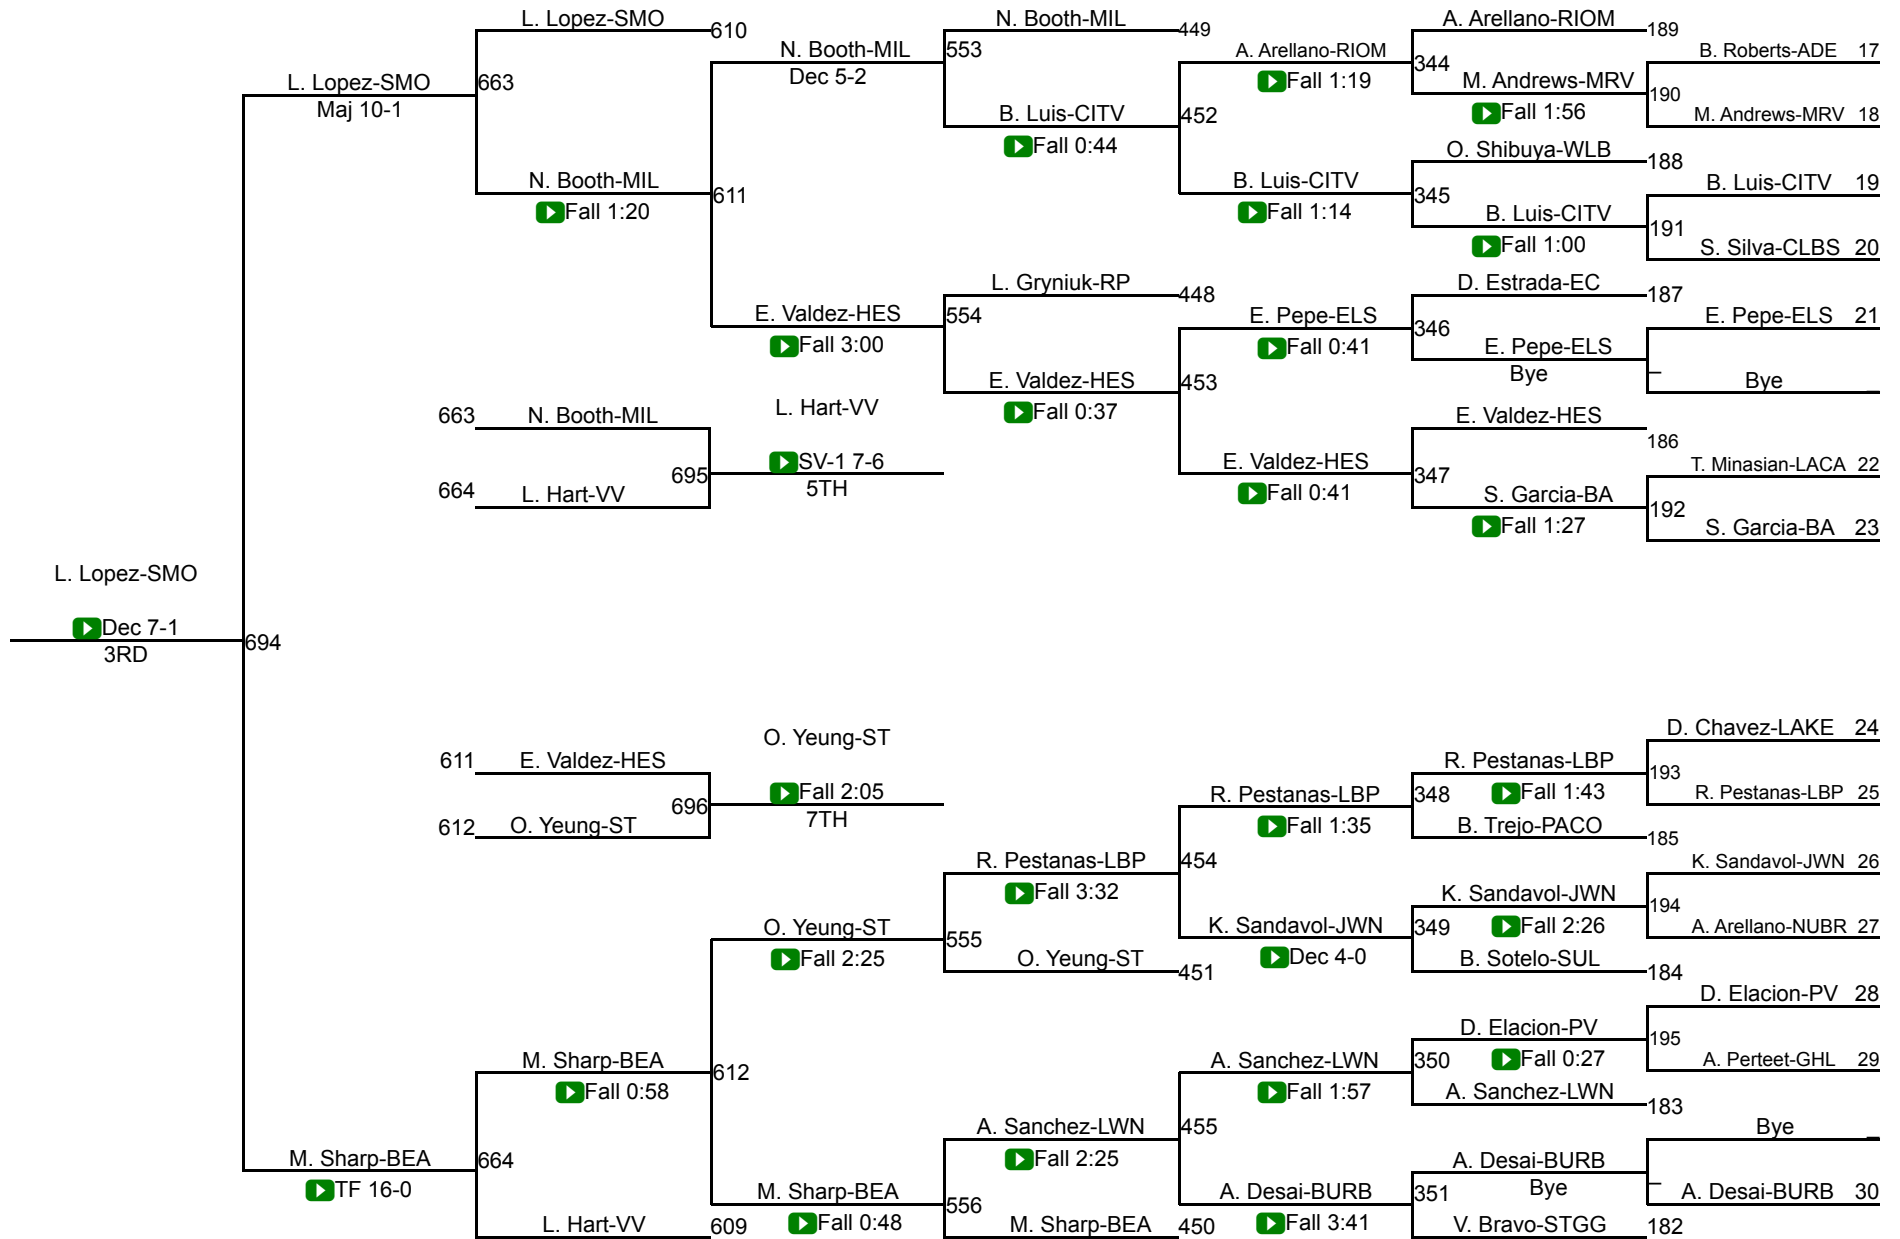 L. Lopez-SMO
610
N. Booth-MIL
449
A. Arellano-RIOM
189
N. Booth-MIL
553
A. Arellano-RIOM
B. Roberts-ADE 17
L. Lopez-SMO
663
Dec 5-2
Fall 1:19
344
M. Andrews-MRV
190
Maj 10-1
B. Luis-CITV
452
Fall 1:56
M. Andrews-MRV 18
Fall 0:44
O. Shibuya-WLB
188
N. Booth-MIL
611
B. Luis-CITV
345
B. Luis-CITV 19
Fall 1:20
Fall 1:14
B. Luis-CITV
191
Fall 1:00
S. Silva-CLBS 20
L. Gryniuk-RP
448
D. Estrada-EC
187
E. Valdez-HES
554
E. Pepe-ELS
346
E. Pepe-ELS 21
Fall 3:00
Fall 0:41
E. Pepe-ELS
Bye
Bye
E. Valdez-HES
453
663
N. Booth-MIL
L. Hart-VV
Fall 0:37
E. Valdez-HES
186
695
SV-1 7-6
E. Valdez-HES
347
T. Minasian-LACA 22
664
L. Hart-VV
5TH
Fall 0:41
S. Garcia-BA
192
Fall 1:27
S. Garcia-BA 23
L. Lopez-SMO
Dec 7-1
694
3RD
D. Chavez-LAKE 24
O. Yeung-ST
611
E. Valdez-HES
R. Pestanas-LBP
193
696
Fall 2:05
R. Pestanas-LBP
348
Fall 1:43
R. Pestanas-LBP 25
612
O. Yeung-ST
7TH
Fall 1:35
B. Trejo-PACO
185
R. Pestanas-LBP
454
K. Sandavol-JWN 26
Fall 3:32
K. Sandavol-JWN
194
O. Yeung-ST
555
K. Sandavol-JWN
349
Fall 2:26
A. Arellano-NUBR 27
Fall 2:25
O. Yeung-ST
451
Dec 4-0
B. Sotelo-SUL
184
D. Elacion-PV 28
D. Elacion-PV
195
M. Sharp-BEA
612
A. Sanchez-LWN
350
Fall 0:27
A. Perteet-GHL 29
Fall 0:58
Fall 1:57
A. Sanchez-LWN
183
A. Sanchez-LWN
455
Bye
M. Sharp-BEA
664
Fall 2:25
A. Desai-BURB
TF 16-0
M. Sharp-BEA
556
A. Desai-BURB
351
Bye
A. Desai-BURB 30
L. Hart-VV
609
Fall 0:48
M. Sharp-BEA
450
Fall 3:41
V. Bravo-STGG
182